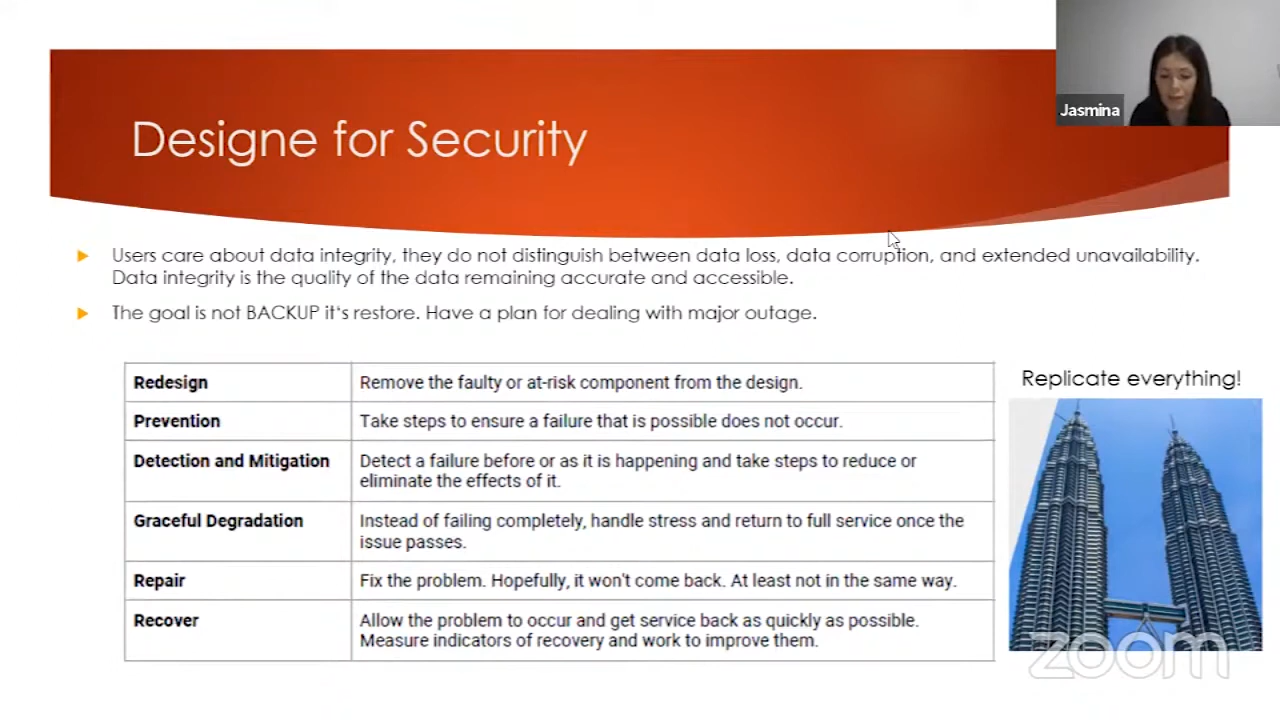 Jasmina
Designe for Security
Users care about data integrity, they do not distinguish between data loss, data corruption, and extended unavailability.
Data integrity is the quality of the data remaining accurate and accessible.
The goal is not BACKUP it's restore. Have a plan for dealing with major outage.
Redesign
Remove the faulty or at-risk component from the design.
Prevention
Take steps to ensure a failure that is possible does not occur.
Detection and Mitigation
Detect a failure before or as it is happening and take steps to reduce or
eliminate the effects of it.
Graceful Degradation
Instead of failing completely, handle stress and return to full service once the
issue passes.
Repair
Fix the problem. Hopefully, it won't come back. At least not in the same way.
Recover
Allow the problem to occur and get service back as quickly as possible.
Measure indicators of recovery and work to improve them.
Replicate everything!
zoom